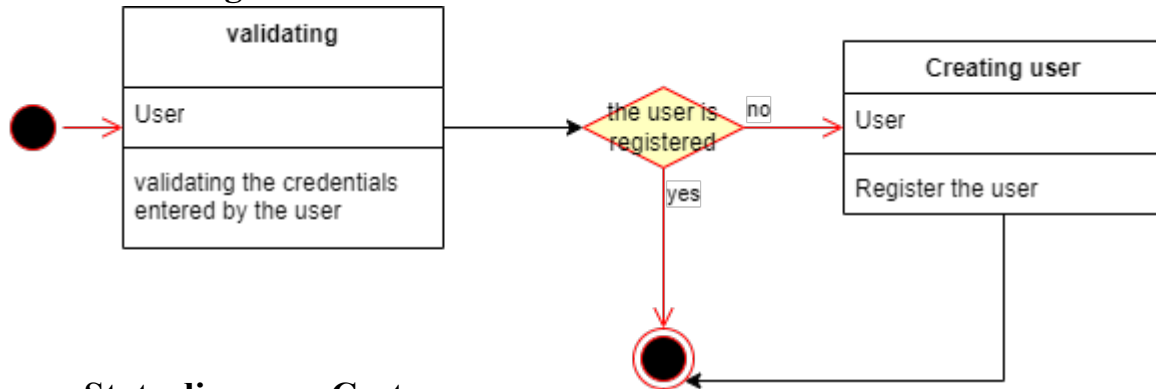 validating
User
validating the credentials
entered by the user
the user is
registered
no
yes
Creating user
User
Register the user